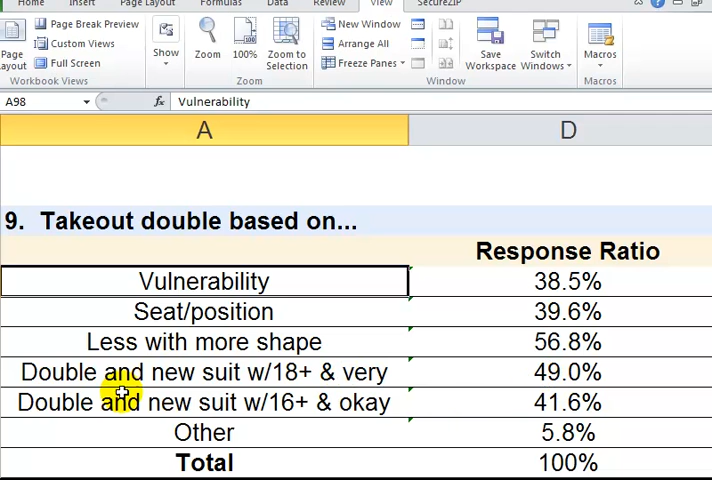 Home Insert Page Layout Formulas Data Review View SecureZIP
Page Break Preview New Window
Page Layout Custom Views Show Zoom 100% Zoom to Selection Arrange All Save Workspace Switch Windows Macros
Full Screen Freeze Panes
Workbook Views Zoom Window Macros
A98 fx Vulnerability
A D
9. Takeout double based on...
Response Ratio
Vulnerability 38.5%
Seat/position 39.6%
Less with more shape 56.8%
Double and new suit w/18+ & very 49.0%
Double and new suit w/16+ & okay 41.6%
Other 5.8%
Total 100%